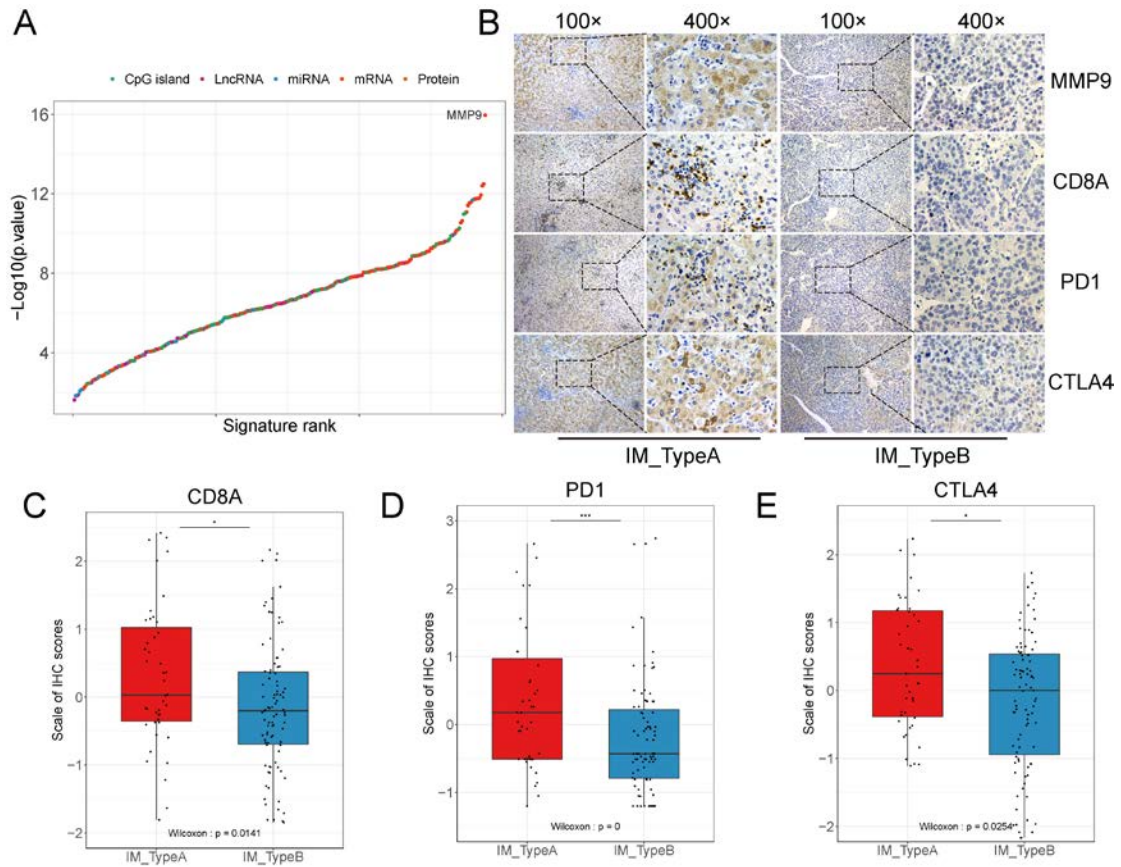 A
CpG island LncRNA miRNA mRNA Protein
16
12
8
4
−Log10(p.value)
MMP9
Signature rank
B
100× 400× 100× 400×
MMP9
CD8A
PD1
CTLA4
IM_TypeA IM_TypeB
C
CD8A
*
2
1
0
−1
−2
Scale of IHC scores
Wilcoxon : p = 0.0141
IM_TypeA IM_TypeB
D
PD1
***
3
2
1
0
−1
Scale of IHC scores
Wilcoxon : p = 0
IM_TypeA IM_TypeB
E
CTLA4
*
2
1
0
−1
−2
Scale of IHC scores
Wilcoxon : p = 0.0254
IM_TypeA IM_TypeB